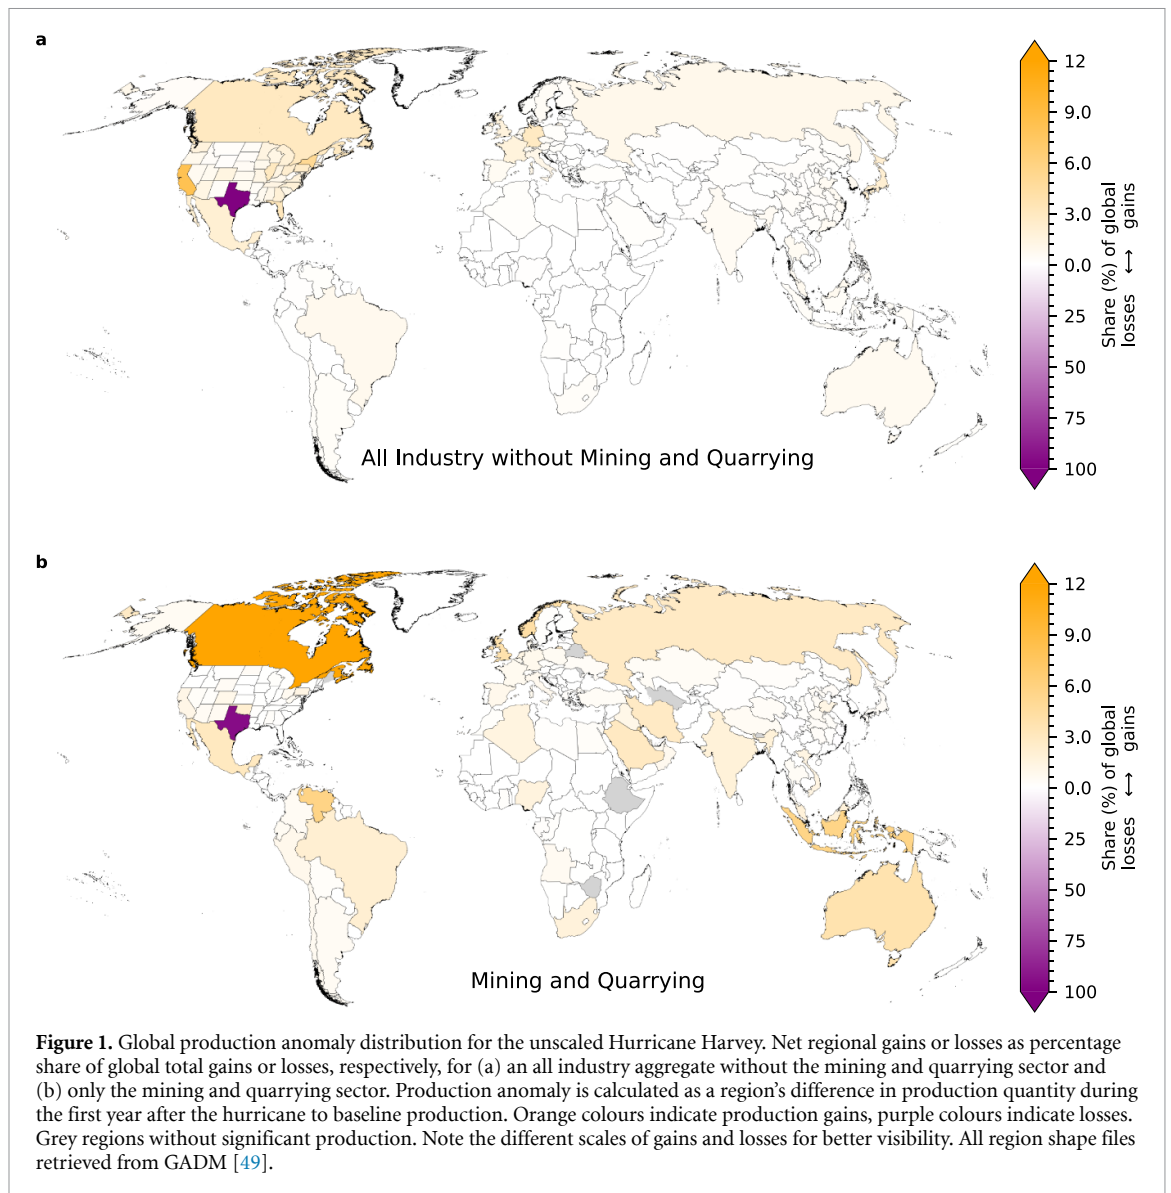 a
12
9.0
6.0
3.0
0.0
25
50
75
100
Share (%) of global
losses ⟷ gains
All Industry without Mining and Quarrying
b
12
9.0
6.0
3.0
0.0
25
50
75
100
Share (%) of global
losses ⟷ gains
Mining and Quarrying
Figure 1. Global production anomaly distribution for the unscaled Hurricane Harvey. Net regional gains or losses as percentage
share of global total gains or losses, respectively, for (a) an all industry aggregate without the mining and quarrying sector and
(b) only the mining and quarrying sector. Production anomaly is calculated as a region's difference in production quantity during
the first year after the hurricane to baseline production. Orange colours indicate production gains, purple colours indicate losses.
Grey regions without significant production. Note the different scales of gains and losses for better visibility. All region shape files
retrieved from GADM [49].